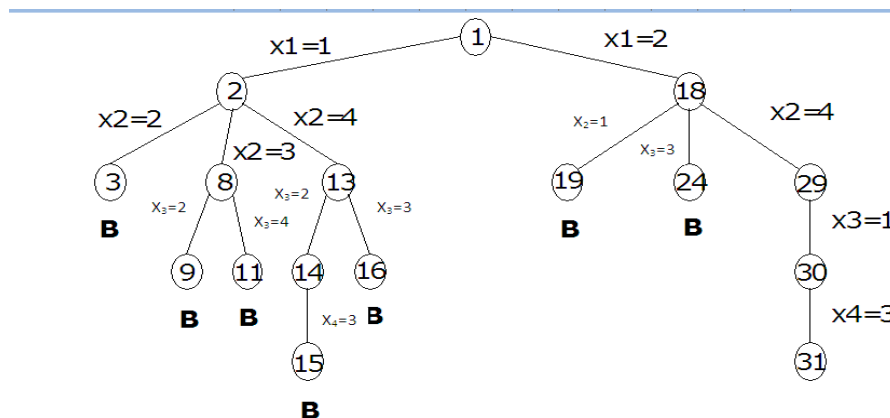 1
x1=1
x1=2
2
18
x2=2
x2=4
x2=3
X₂=1
X₃=3
x2=4
3
8
13
19
24
29
B
X₃=2
X₃=4
X₃=2
X₃=3
B
B
x3=1
9
11
14
16
30
B
B
X₄=3
B
x4=3
15
31
B